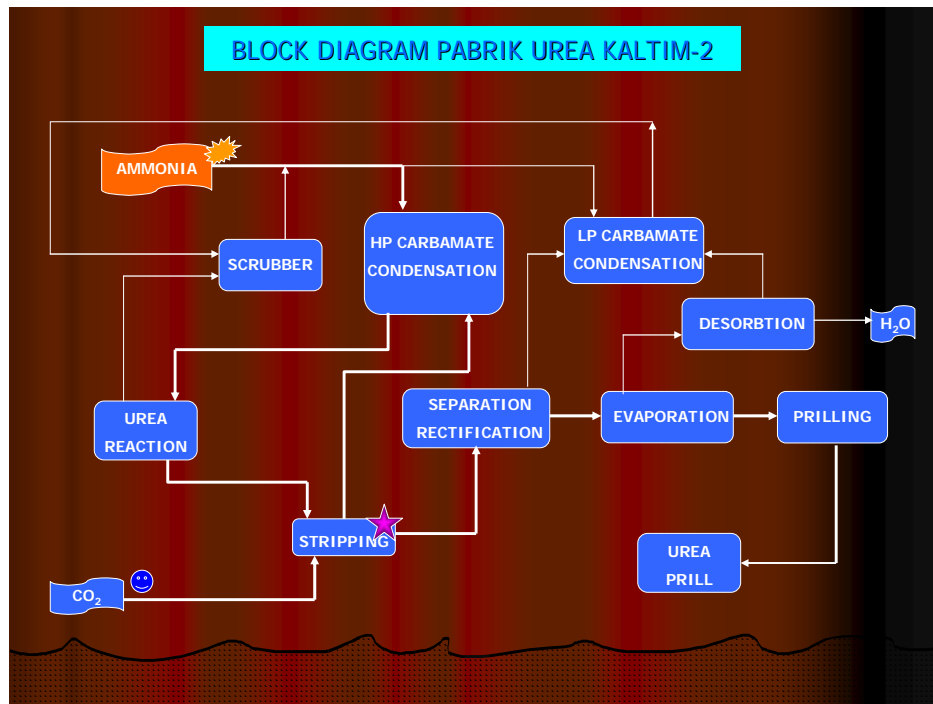 BLOCK DIAGRAM PABRIK UREA KALTIM-2
AMMONIA
SCRUBBER
HP CARBAMATE
CONDENSATION
LP CARBAMATE
CONDENSATION
DESORBTION
H₂O
UREA
REACTION
SEPARATION
RECTIFICATION
EVAPORATION
PRILLING
STRIPPING
UREA
PRILL
CO₂